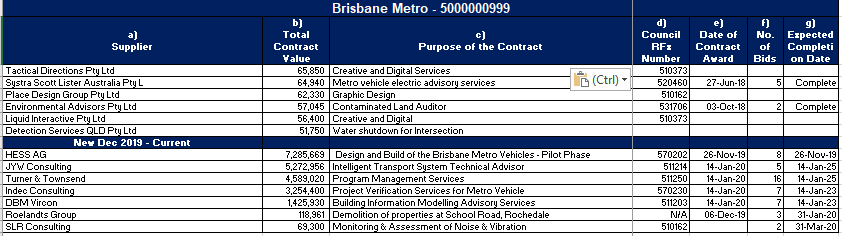 Brisbane Metro - 5000000999
a) Supplier b) Total Contract Value c) Purpose of the Contract d) Council RFx Number e) Date of Contract Award f) No. of Bids g) Expected Completi on Date
Tactical Directions Pty Ltd 65,850 Creative and Digital Services 510373
Systra Scott Lister Australia Pty L 64,940 Metro vehicle electric advisory services 520460 27-Jun-18 5 Complete
(Ctrl)
Place Design Group Pty Ltd 62,330 Graphic Design 510162
Environmental Advisors Pty Ltd 57,045 Contaminated Land Auditor 531706 03-Oct-18 2 Complete
Liquid Interactive Pty Ltd 56,400 Creative and Digital 510373
Detection Services QLD Pty Ltd 51,750 Water shutdown for Intersection
New Dec 2019 - Current
HESS AG 7,285,669 Design and Build of the Brisbane Metro Vehicles - Pilot Phase 570202 26-Nov-19 8 26-Nov-19
JYW Consulting 5,272,956 Intelligent Transport System Technical Advisor 511214 14-Jan-20 5 14-Jan-25
Turner & Townsend 4,589,020 Program Management Services 511250 14-Jan-20 16 14-Jan-25
Indec Consulting 3,254,400 Project Verification Services for Metro Vehicle 570230 14-Jan-20 7 14-Jan-23
DBM Vircon 1,425,930 Building Information Modelling Advisory Services 511203 14-Jan-20 7 14-Jan-23
Roelandts Group 118,961 Demolition of properties at School Road, Rochedale N/A 06-Dec-19 3 31-Jan-20
SLR Consulting 69,300 Monitoring & Assessment of Noise & Vibration 510162 2 31-Mar-20